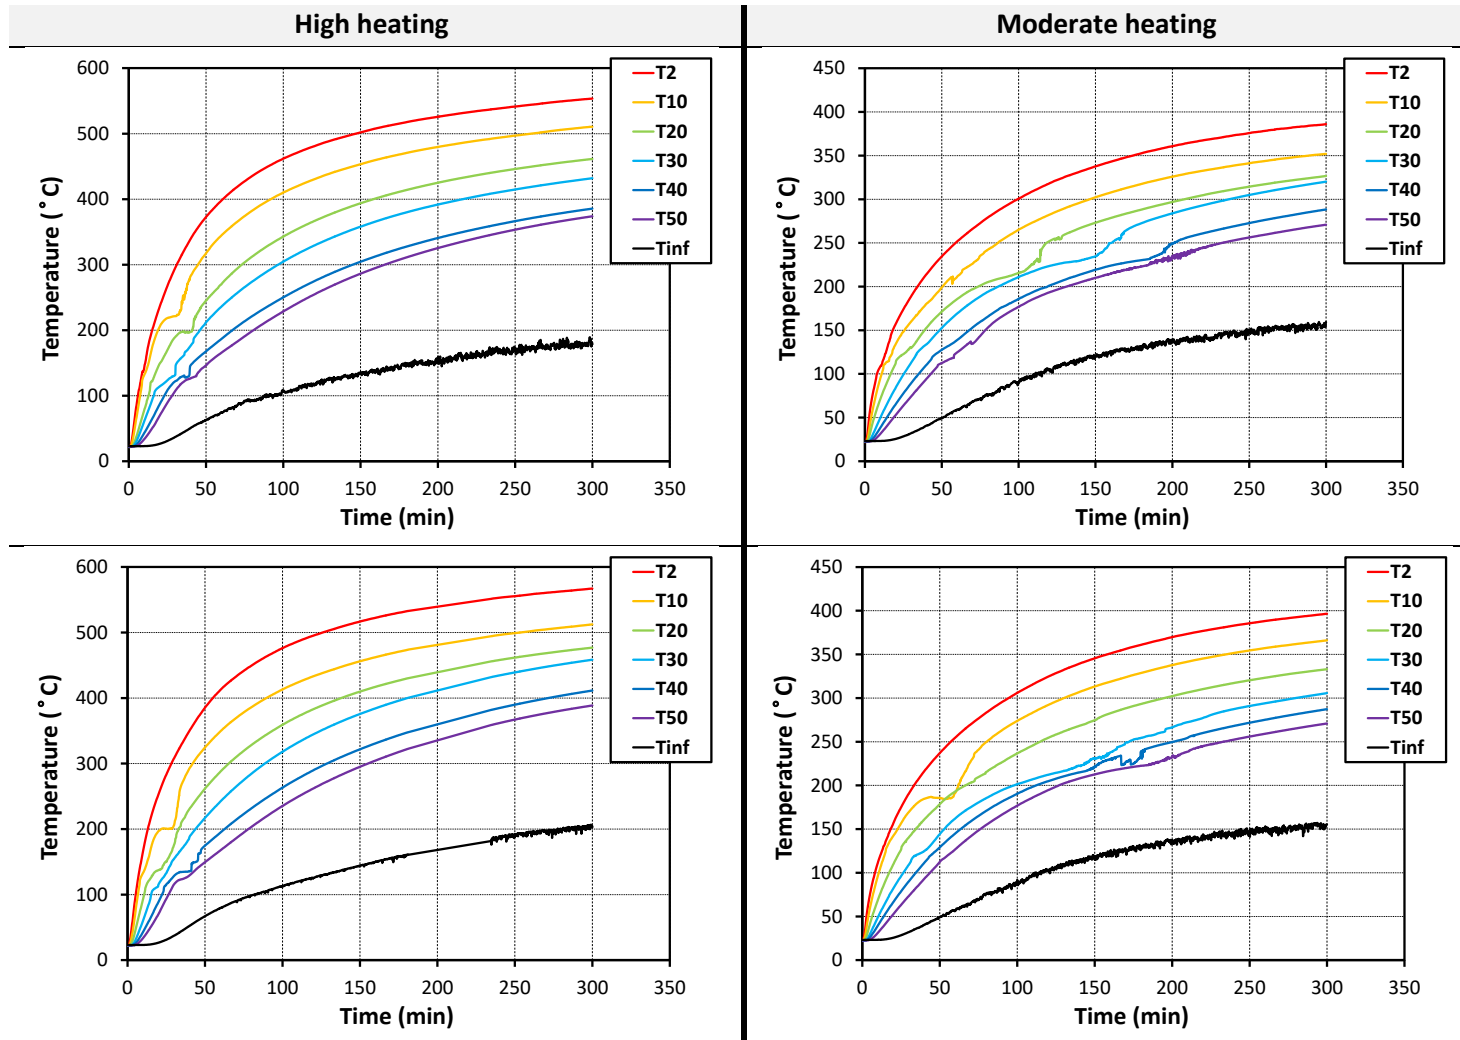 High heating
Moderate heating
600
500
400
300
200
100
0
Temperature (˚C)
0 50 100 150 200 250 300 350
Time (min)
T2
T10
T20
T30
T40
T50
Tinf
450
400
350
300
250
200
150
100
50
0
Temperature (˚C)
0 50 100 150 200 250 300 350
Time (min)
T2
T10
T20
T30
T40
T50
Tinf
600
500
400
300
200
100
0
Temperature (˚C)
0 50 100 150 200 250 300 350
Time (min)
T2
T10
T20
T30
T40
T50
Tinf
450
400
350
300
250
200
150
100
50
0
Temperature (˚C)
0 50 100 150 200 250 300 350
Time (min)
T2
T10
T20
T30
T40
T50
Tinf